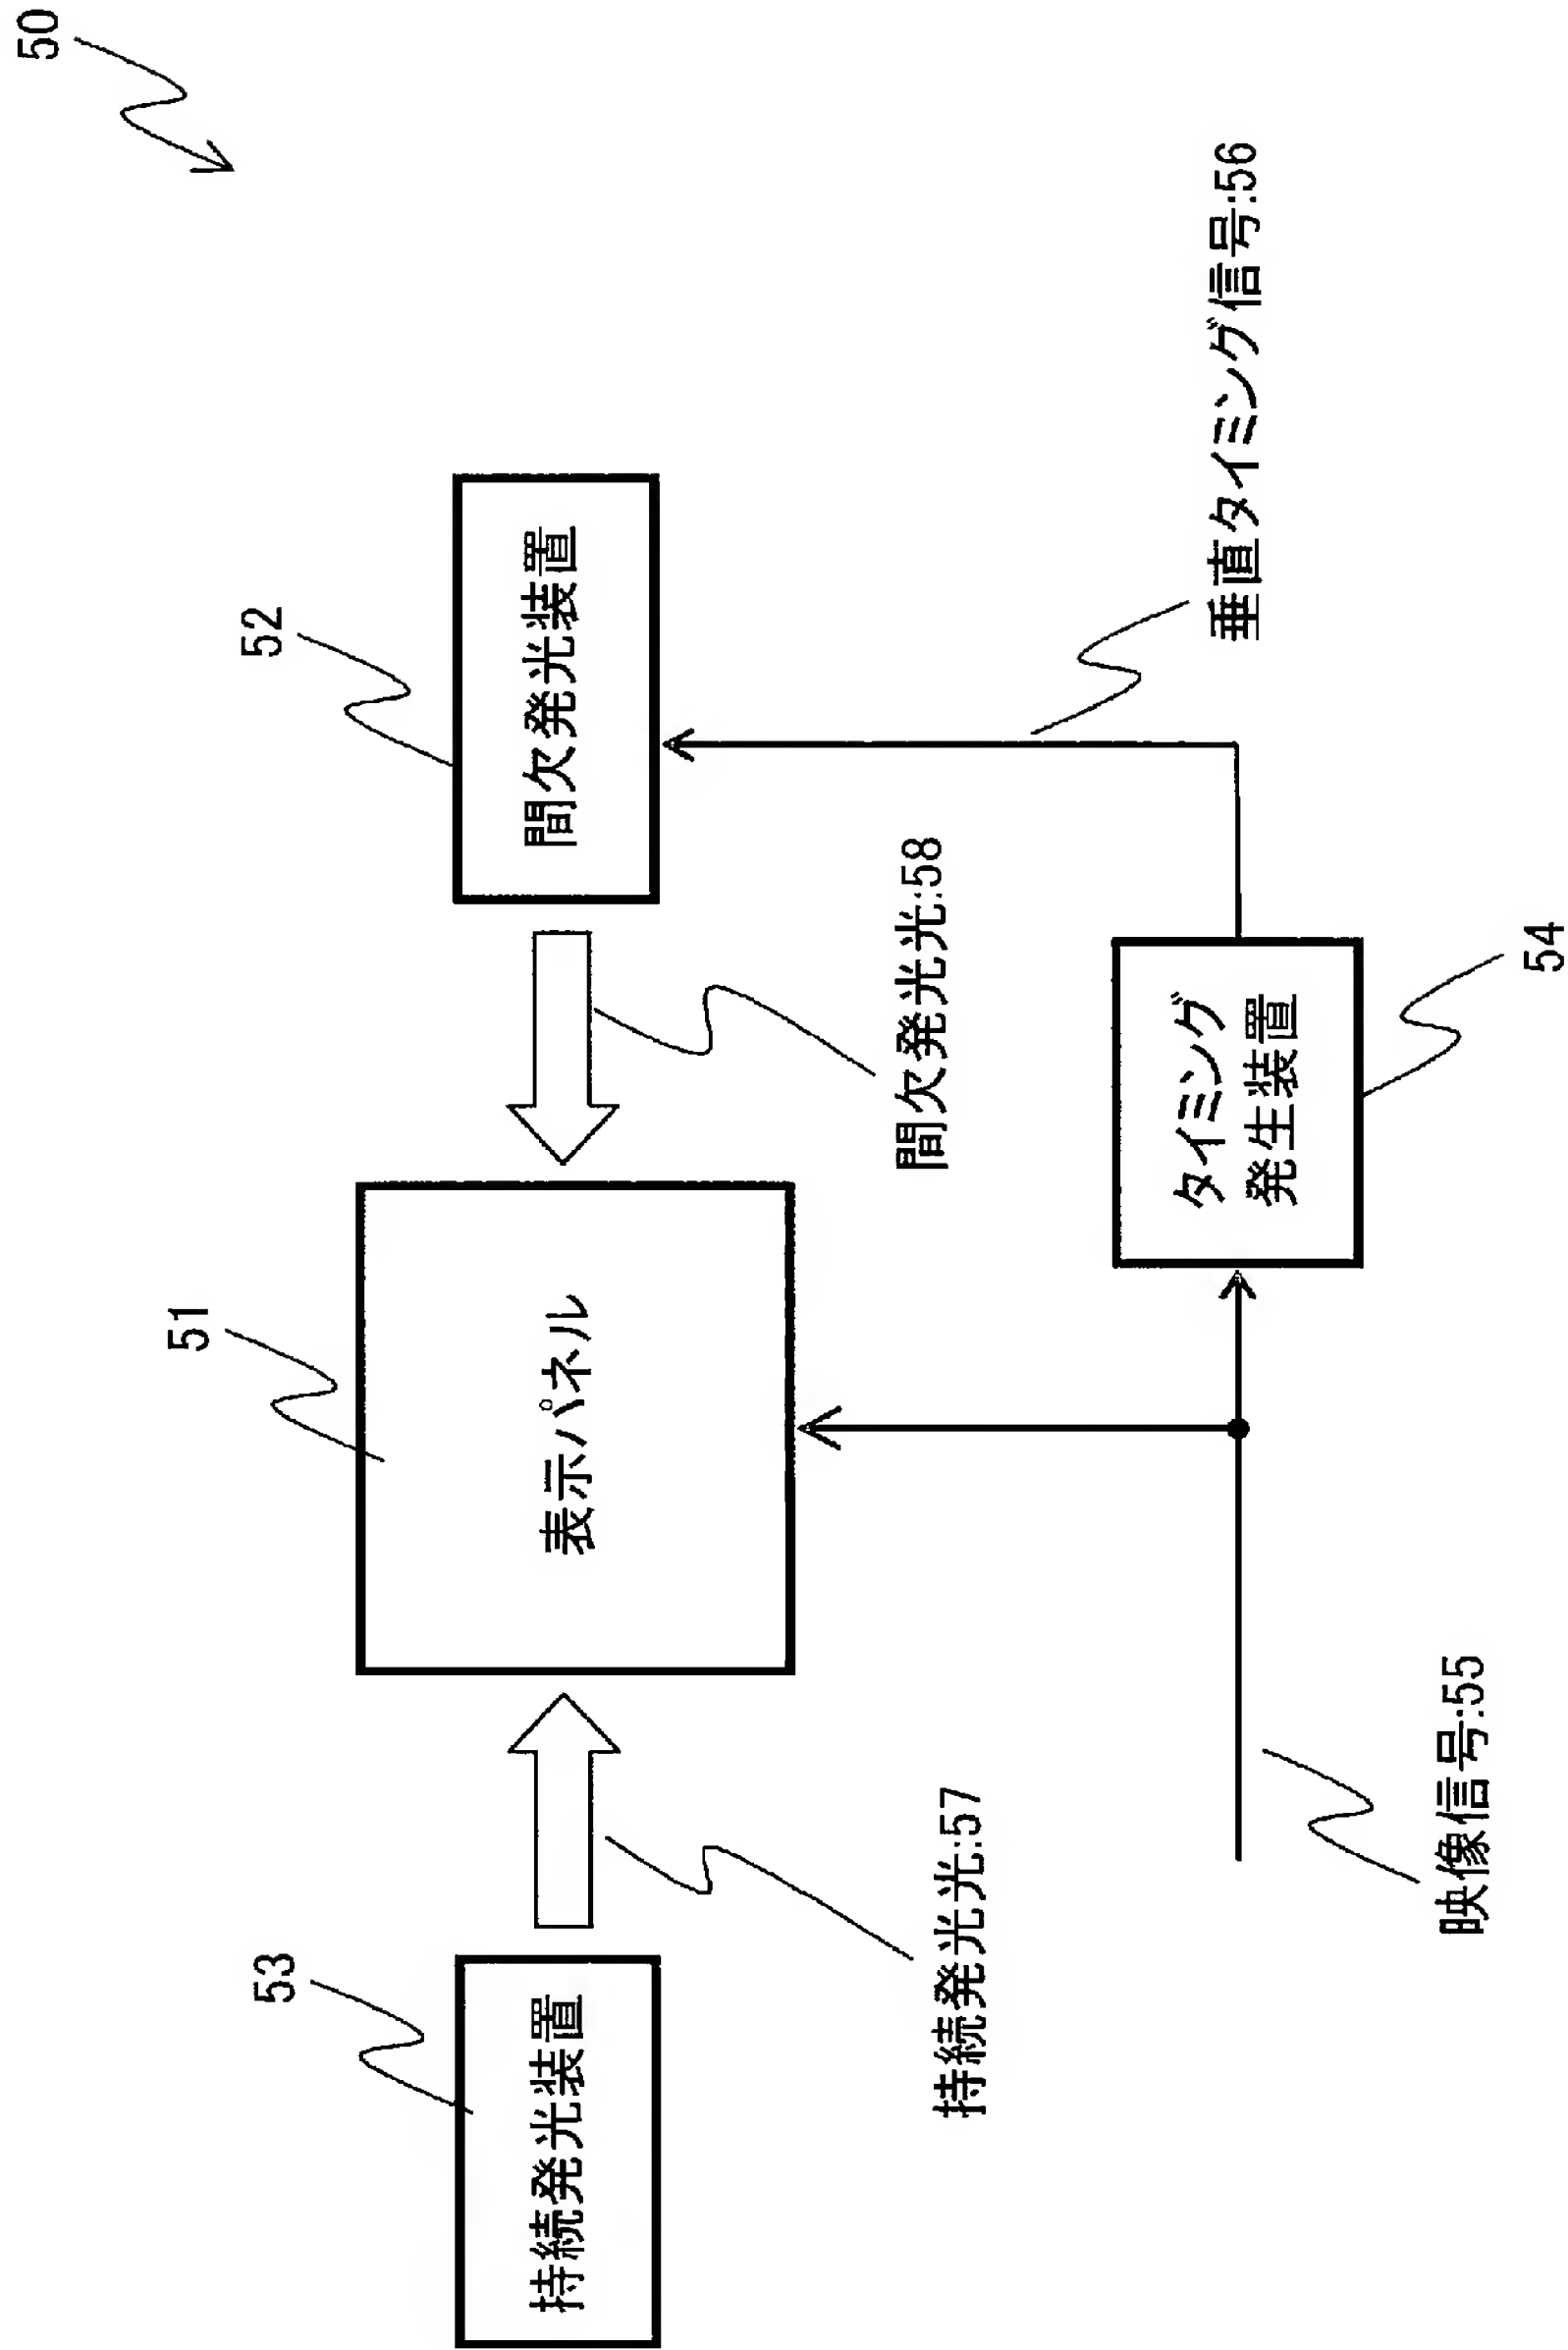 50
52
間欠発光装置
垂直タイミング信号:56
間欠発光光:58
タイミング
発生装置
54
51
表示パネル
53
持続発光装置
持続発光光:57
映像信号:55